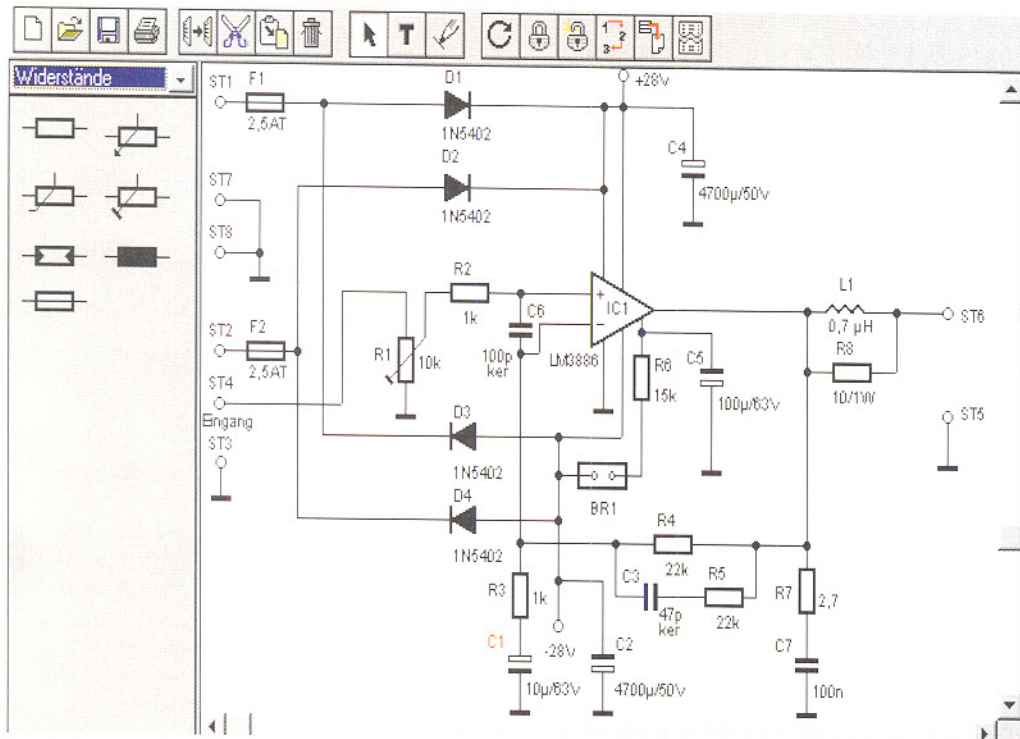 T
1 2
3
Widerstände
ST1
F1
2,5AT
D1
1N5402
+28V
C4
4700µ/50V
D2
1N5402
ST7
ST8
R2
1k
C6
100p
ker
+
−
IC1
LM3886
L1
0,7 µH
ST6
R8
10/1W
ST2
F2
2,5AT
R1
10k
R6
15k
C5
100µ/63V
ST4
Eingang
ST3
ST5
D3
1N5402
BR1
D4
1N5402
R4
22k
C3
47p
ker
R5
22k
R3
1k
R7
2,7
C1
10µ/63V
-28V
C2
4700µ/50V
C7
100n